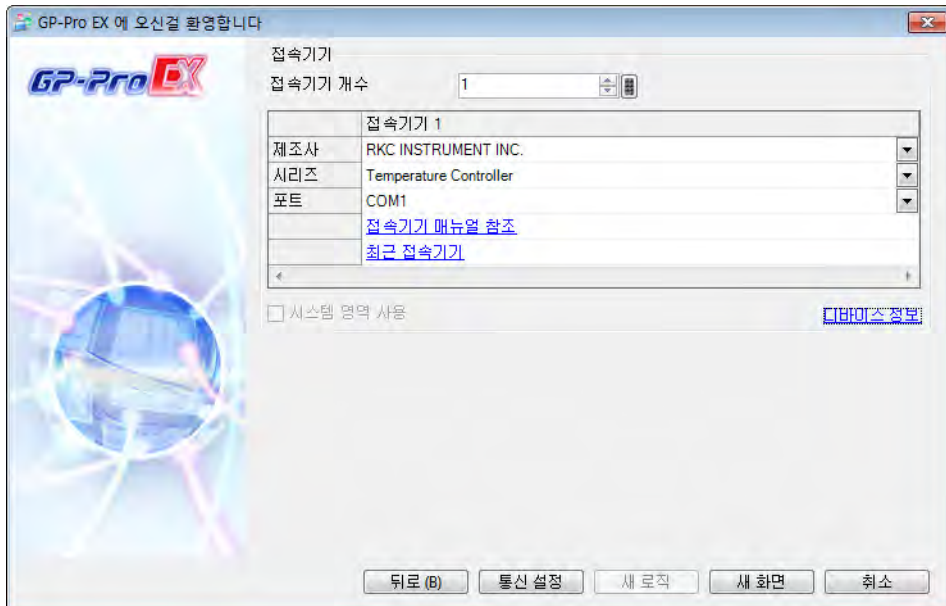 GP-Pro EX 에 오신걸 환영합니다
GP-Pro EX
접속기기
접속기기 개수 1
접속기기 1
제조사 RKC INSTRUMENT INC.
시리즈 Temperature Controller
포트 COM1
접속기기 매뉴얼 참조
최근 접속기기
시스템 영역 사용 디바이스 정보
뒤로 (B) 통신 설정 새 로직 새 화면 취소